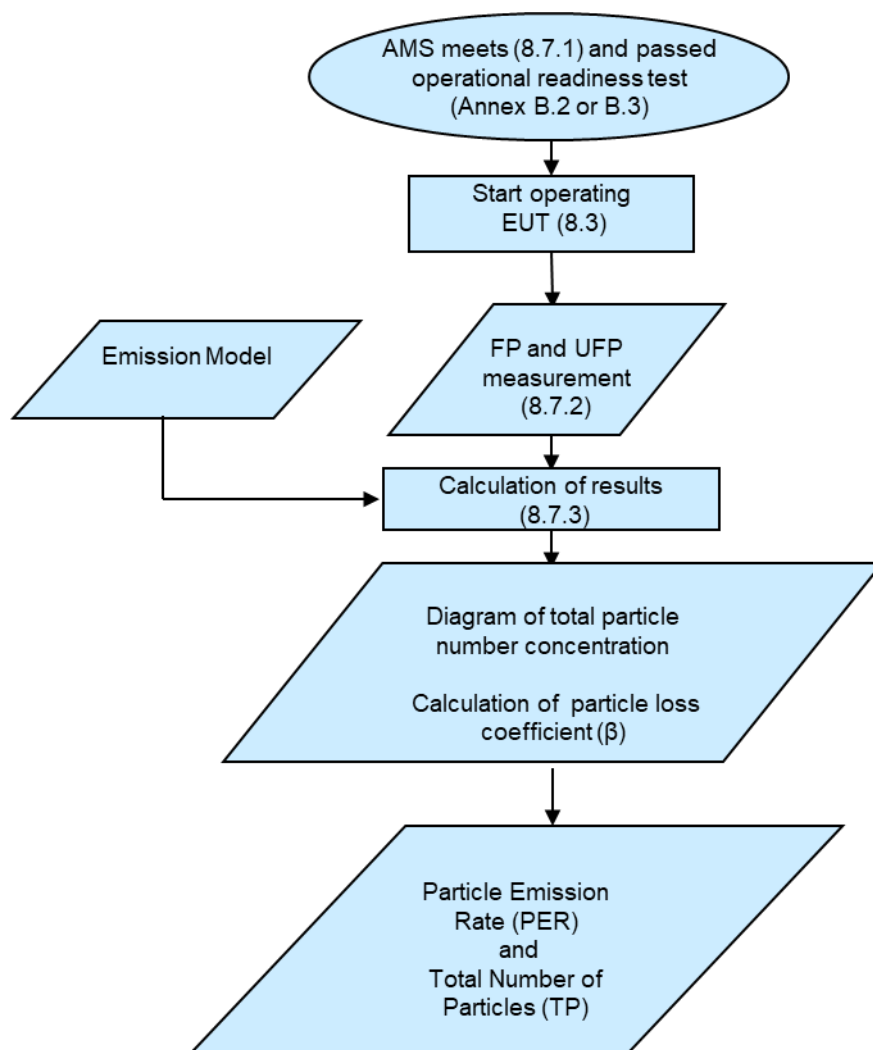 AMS meets (8.7.1) and passed
operational readiness test
(Annex B.2 or B.3)
Start operating
EUT (8.3)
Emission Model
FP and UFP
measurement
(8.7.2)
Calculation of results
(8.7.3)
Diagram of total particle
number concentration
Calculation of particle loss
coefficient (β)
Particle Emission
Rate (PER)
and
Total Number of
Particles (TP)